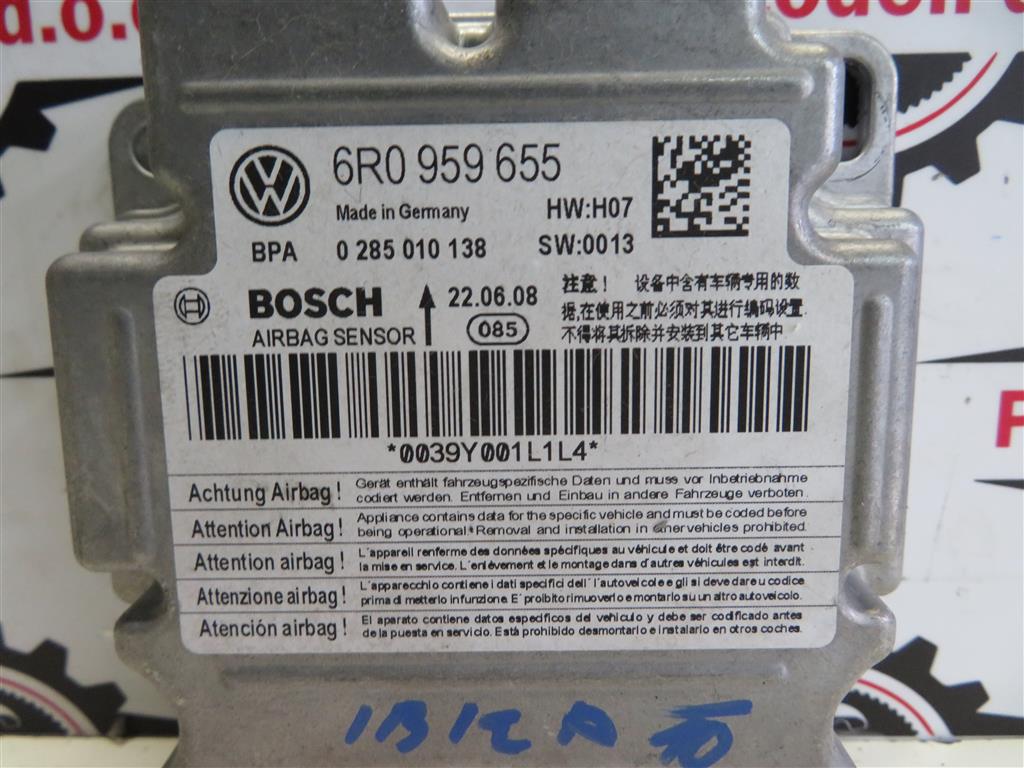 6R0 959 655
Made in Germany
HW:H07
BPA 0 285 010 138 SW:0013
BOSCH 22.06.08
AIRBAG SENSOR 085
注意! 设备中含有车辆专用的数
据,在使用之前必须对其进行编码设置.
不得将其拆除并安装到其它车辆中.
*0039Y001L1L4*
Achtung Airbag! Gerät enthält fahrzeugspezifische Daten und muss vor Inbetriebnahme
codiert werden. Entfernen und Einbau in andere Fahrzeuge verboten.
Attention Airbag! Appliance contains data for the specific vehicle and must be coded before
being operational. Removal and installation in other vehicles prohibited.
Attention airbag! L'appareil renferme des données spécifiques au véhicule et doit être codé avant
la mise en service. L'enlèvement et le montage dans d'autres véhicules est interdit.
Attenzione airbag! L'apparecchio contiene i dati specifici dell' l'autoveicolo e gli si deve dare u codice
prima di metterlo in funzione. E' proibito rimuoverlo e montarlo su un altro autoveicolo.
Atención airbag! El aparato contiene datos específicos del vehículo y debe ser codificado antes
de la puesta en servicio. Está prohibido desmontarlo e instalarlo en otros coches.
IBIZA